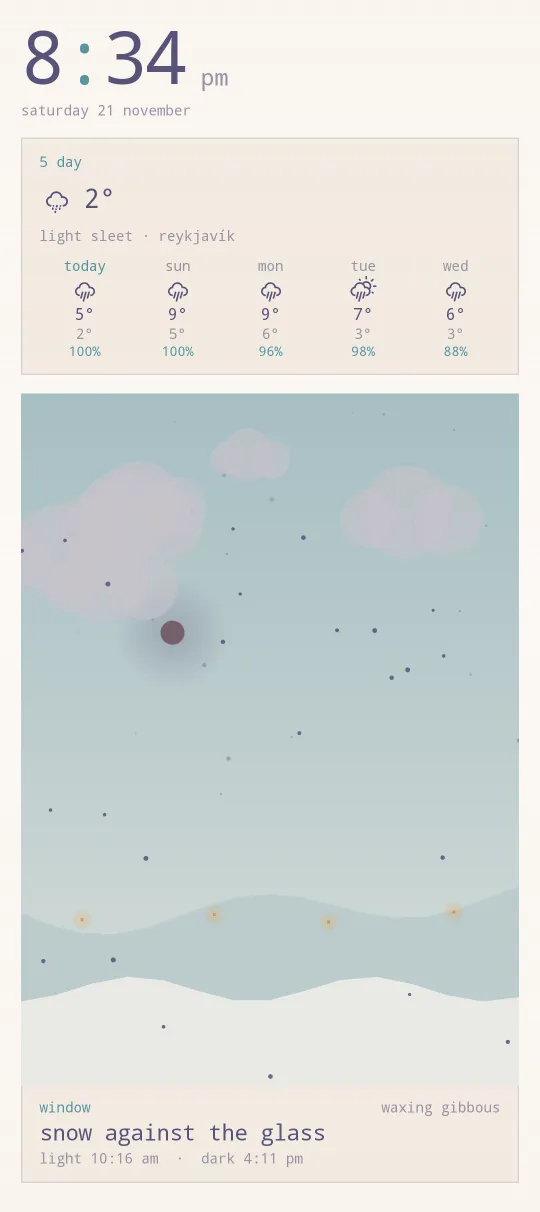 8:34 pm
saturday 21 november
5 day
2°
light sleet · reykjavík
today sun mon tue wed
5° 9° 9° 7° 6°
2° 5° 6° 3° 3°
100% 100% 96% 98% 88%
window waxing gibbous
snow against the glass
light 10:16 am · dark 4:11 pm